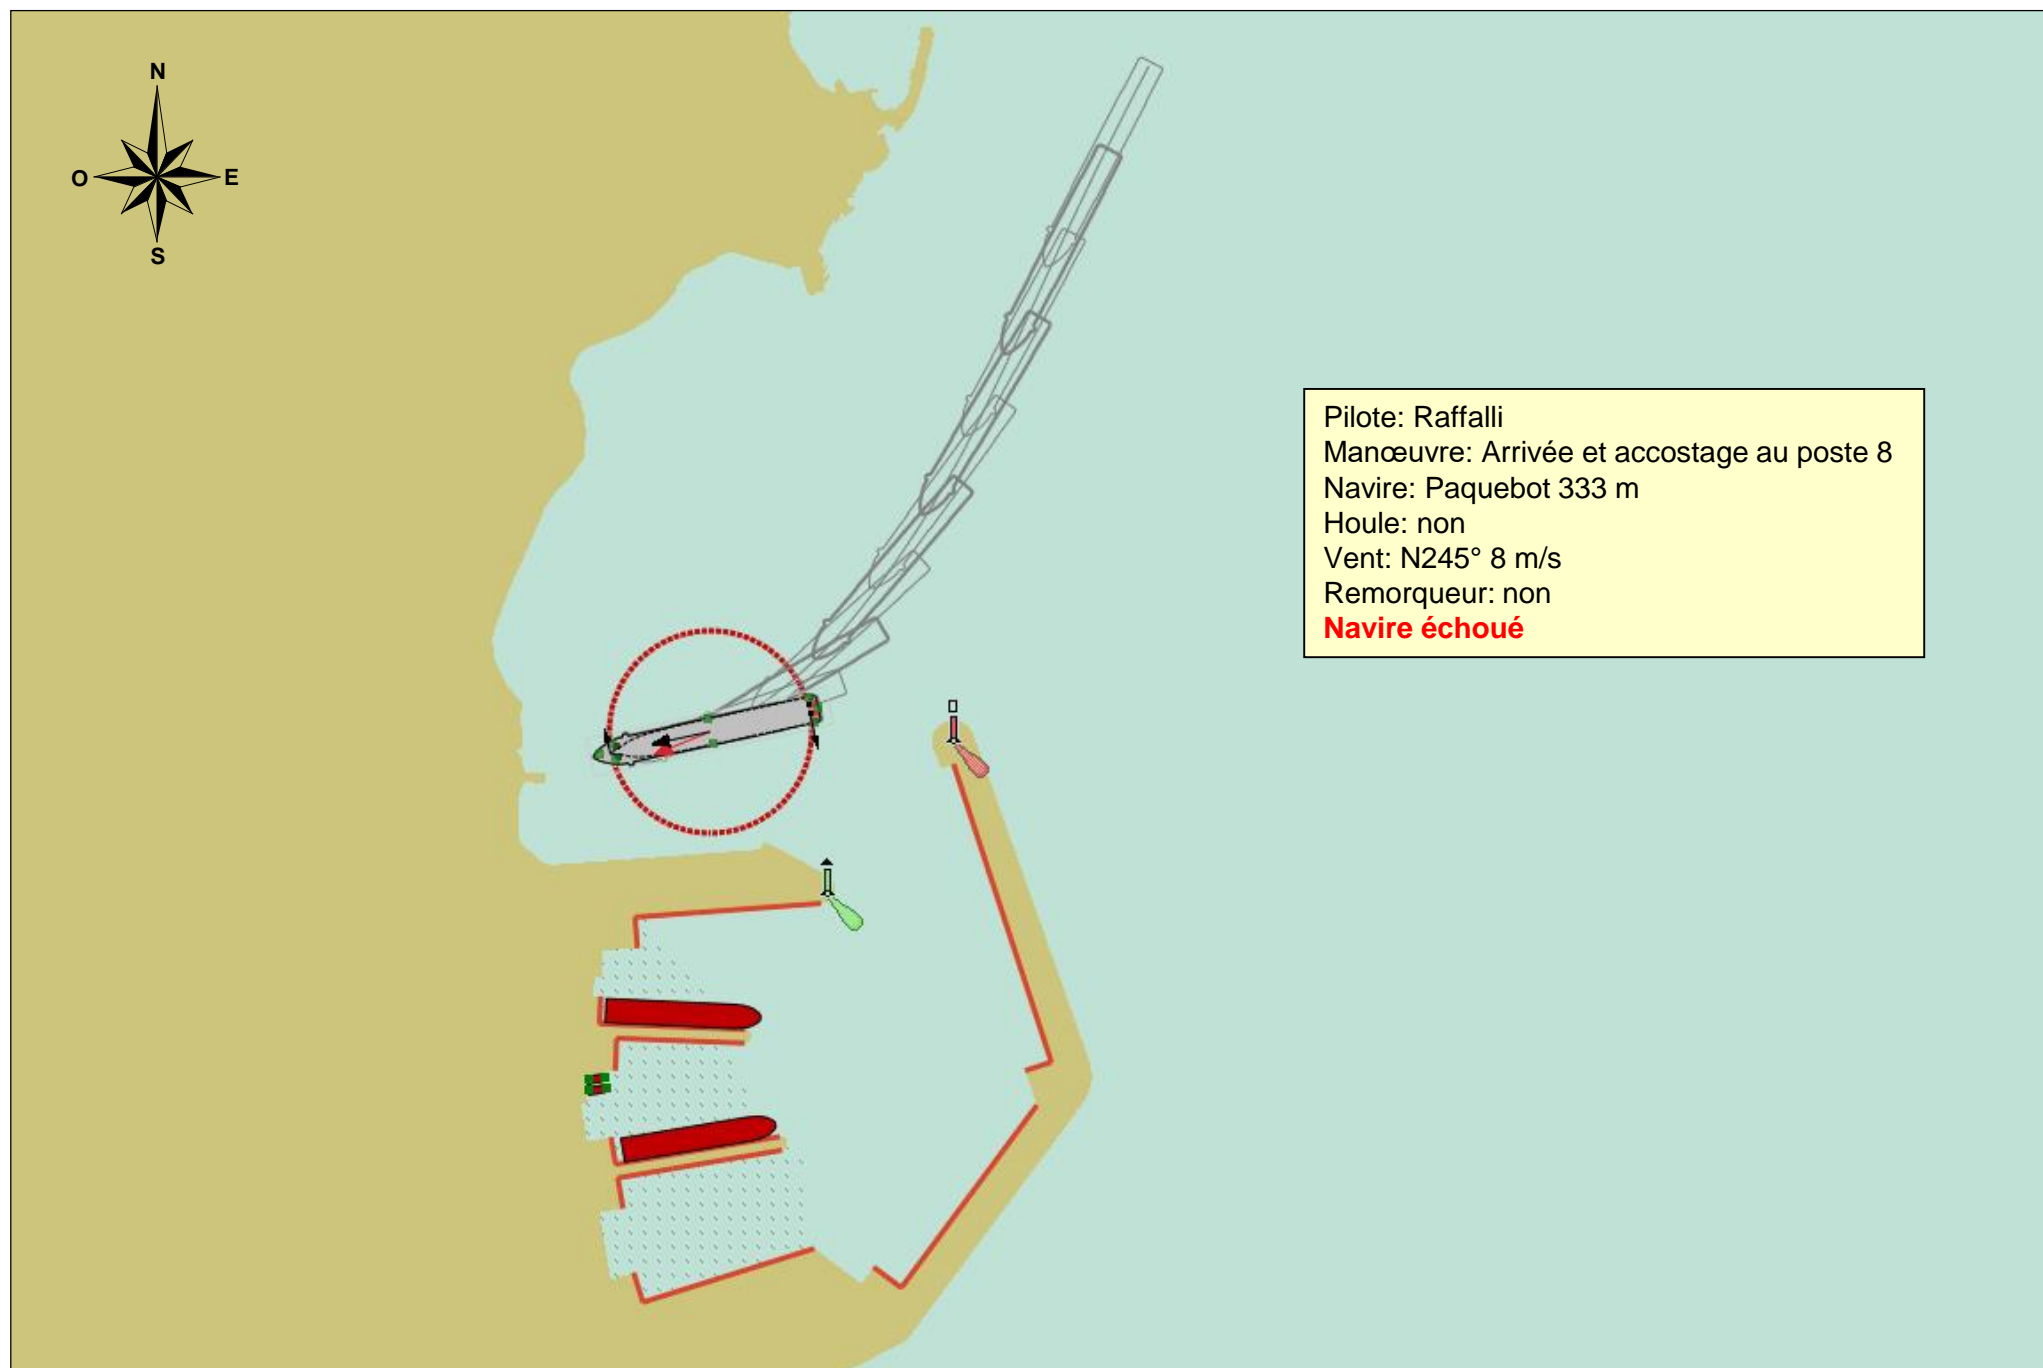 N
O
E
S
Pilote: Raffalli
Manœuvre: Arrivée et accostage au poste 8
Navire: Paquebot 333 m
Houle: non
Vent: N245° 8 m/s
Remorqueur: non
Navire échoué